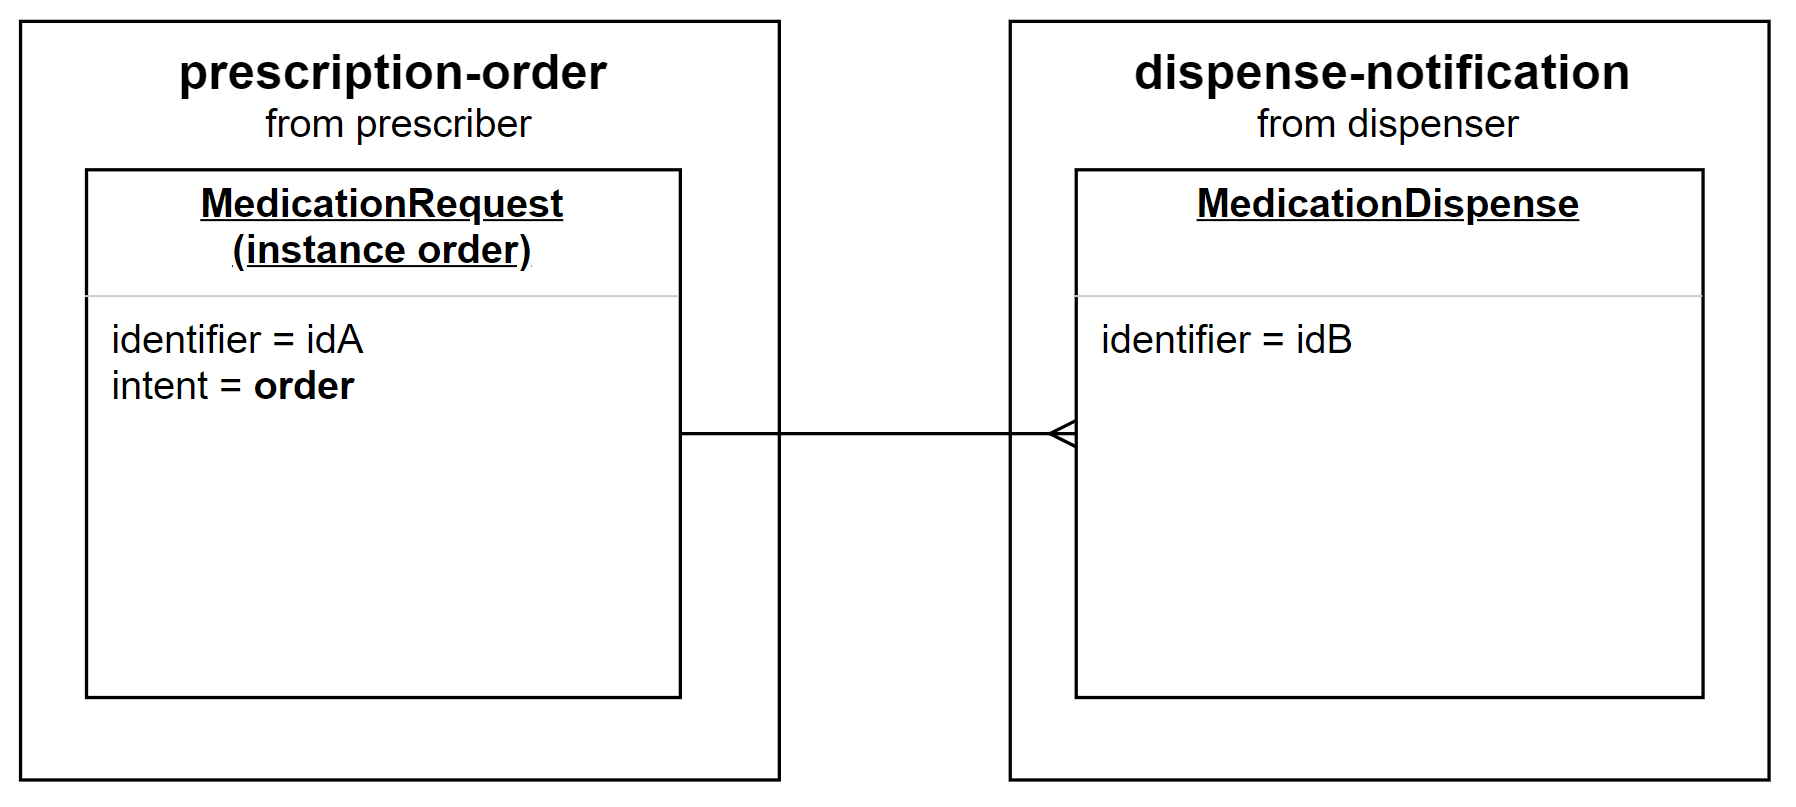 prescription-order
from prescriber
MedicationRequest
(instance order)
identifier = idA
intent = order
dispense-notification
from dispenser
MedicationDispense
identifier = idB